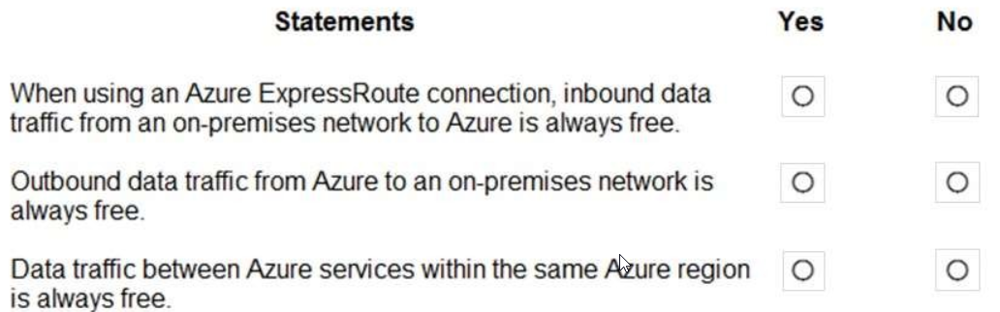 Statements Yes No
When using an Azure ExpressRoute connection, inbound data
traffic from an on-premises network to Azure is always free.
Outbound data traffic from Azure to an on-premises network is
always free.
Data traffic between Azure services within the same Azure region
is always free.